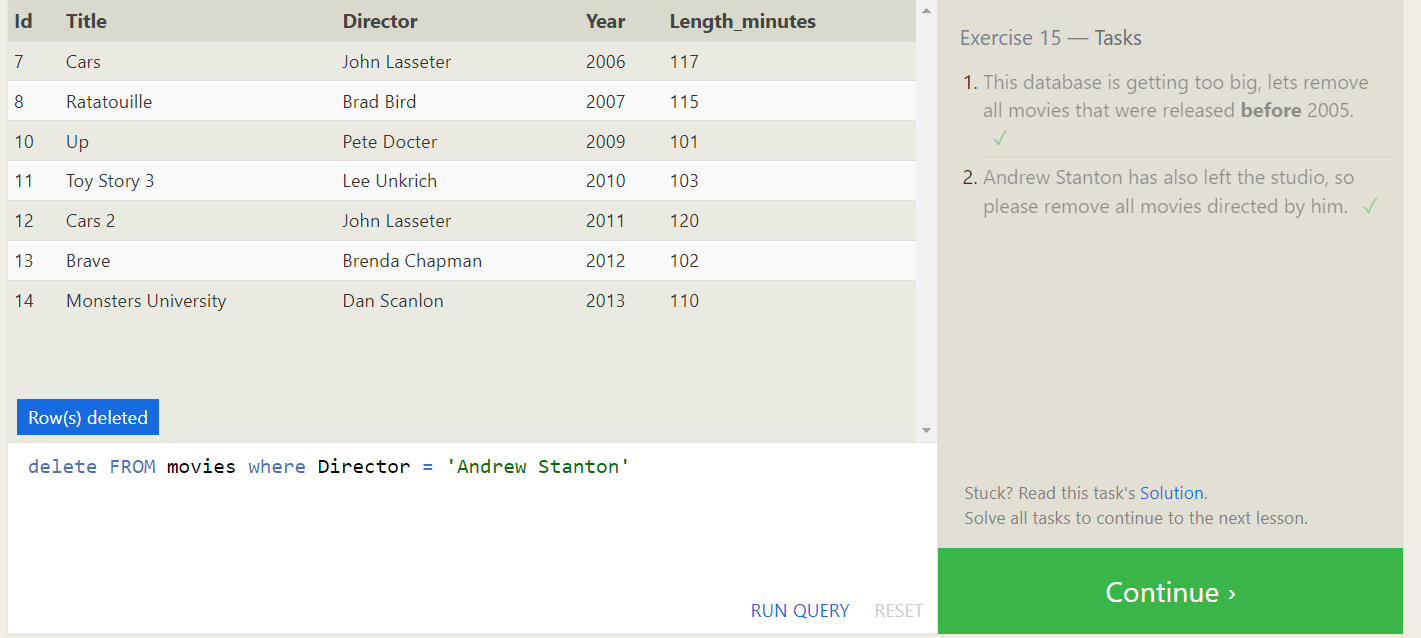 Id Title Director Year Length_minutes
7 Cars John Lasseter 2006 117
8 Ratatouille Brad Bird 2007 115
10 Up Pete Docter 2009 101
11 Toy Story 3 Lee Unkrich 2010 103
12 Cars 2 John Lasseter 2011 120
13 Brave Brenda Chapman 2012 102
14 Monsters University Dan Scanlon 2013 110
Row(s) deleted
delete FROM movies where Director = 'Andrew Stanton'
RUN QUERY RESET
Exercise 15 — Tasks
1. This database is getting too big, lets remove
all movies that were released before 2005.
✓
2. Andrew Stanton has also left the studio, so
please remove all movies directed by him. ✓
Stuck? Read this task's Solution.
Solve all tasks to continue to the next lesson.
Continue ›